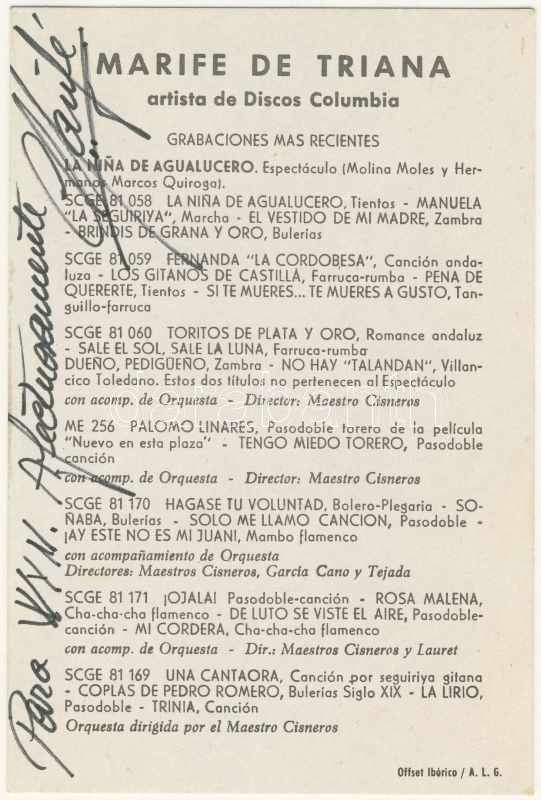 MARIFE DE TRIANA
artista de Discos Columbia
GRABACIONES MAS RECIENTES
LA NIÑA DE AGUALUCERO. Espectáculo (Molina Moles y Her-
manos Marcos Quiroga).
SCGE 81 058 LA NIÑA DE AGUALUCERO, Tientos - MANUELA
"LA SEGUIRIYA", Marcha - EL VESTIDO DE MI MADRE, Zambra
- BRINDIS DE GRANA Y ORO, Bulerías
SCGE 81 059 FERNANDA "LA CORDOBESA", Canción anda-
luza - LOS GITANOS DE CASTILLA, Farruca-rumba - PENA DE
QUERERTE, Tientos - SI TE MUERES... TE MUERES A GUSTO, Tan-
guillo-farruca
SCGE 81 060 TORITOS DE PLATA Y ORO, Romance andaluz
- SALE EL SOL, SALE LA LUNA, Farruca-rumba
DUEÑO, PEDIGÜEÑO, Zambra - NO HAY "TALANDAN", Villan-
cico Toledano. Estos dos títulos no pertenecen al Espectáculo
con acomp. de Orquesta - Director: Maestro Cisneros
ME 256 PALOMO LINARES, Pasodoble torero de la película
"Nuevo en esta plaza" - TENGO MIEDO TORERO, Pasodoble
canción
con acomp. de Orquesta - Director: Maestro Cisneros
SCGE 81 170 HAGASE TU VOLUNTAD, Bolero-Plegaria - SO-
ÑABA, Bulerías - SOLO ME LLAMO CANCION, Pasodoble -
¡AY ESTE NO ES MI JUAN!, Mambo flamenco
con acompañamiento de Orquesta
Directores: Maestros Cisneros, García Cano y Tejada
SCGE 81 171 ¡OJALA! Pasodoble-canción - ROSA MALENA,
Cha-cha-cha flamenco - DE LUTO SE VISTE EL AIRE, Pasodoble-
canción - MI CORDERA, Cha-cha-cha flamenco
con acomp. de Orquesta - Dir.: Maestros Cisneros y Lauret
SCGE 81 169 UNA CANTAORA, Canción por seguiriya gitana
- COPLAS DE PEDRO ROMERO, Bulerías Siglo XIX - LA LIRIO,
Pasodoble - TRINIA, Canción
Orquesta dirigida por el Maestro Cisneros
Offset Ibérico / A. L. G.
Para Afectuosamente
Marifé